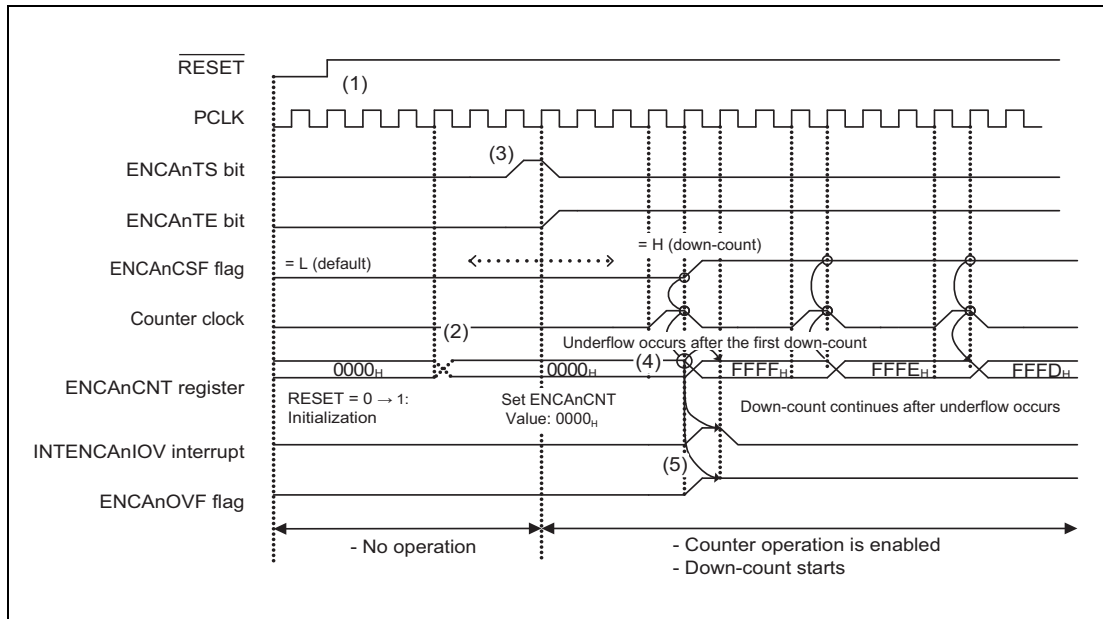 RESET
(1)
PCLK
(3)
ENCAnTS bit
ENCAnTE bit
= H (down-count)
= L (default)
ENCAnCSF flag
Counter clock
(2)
Underflow occurs after the first down-count
(4)
0000H
0000H
FFFFH
FFFEH
FFFDH
ENCAnCNT register
RESET = 0 → 1:
Initialization
Set ENCAnCNT
Value: 0000H
Down-count continues after underflow occurs
INTENCAnIOV interrupt
(5)
ENCAnOVF flag
- No operation
- Counter operation is enabled
- Down-count starts